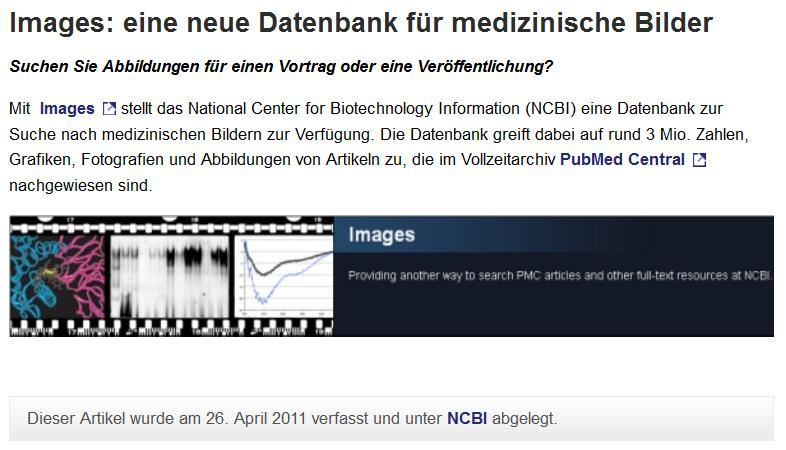 Images: eine neue Datenbank für medizinische Bilder
Suchen Sie Abbildungen für einen Vortrag oder eine Veröffentlichung?
Mit Images stellt das National Center for Biotechnology Information (NCBI) eine Datenbank zur
Suche nach medizinischen Bildern zur Verfügung. Die Datenbank greift dabei auf rund 3 Mio. Zahlen,
Grafiken, Fotografien und Abbildungen von Artikeln zu, die im Vollzeitarchiv PubMed Central
nachgewiesen sind.
17 18 19
Images
Providing another way to search PMC articles and other full-text resources at NCBI.
Dieser Artikel wurde am 26. April 2011 verfasst und unter NCBI abgelegt.